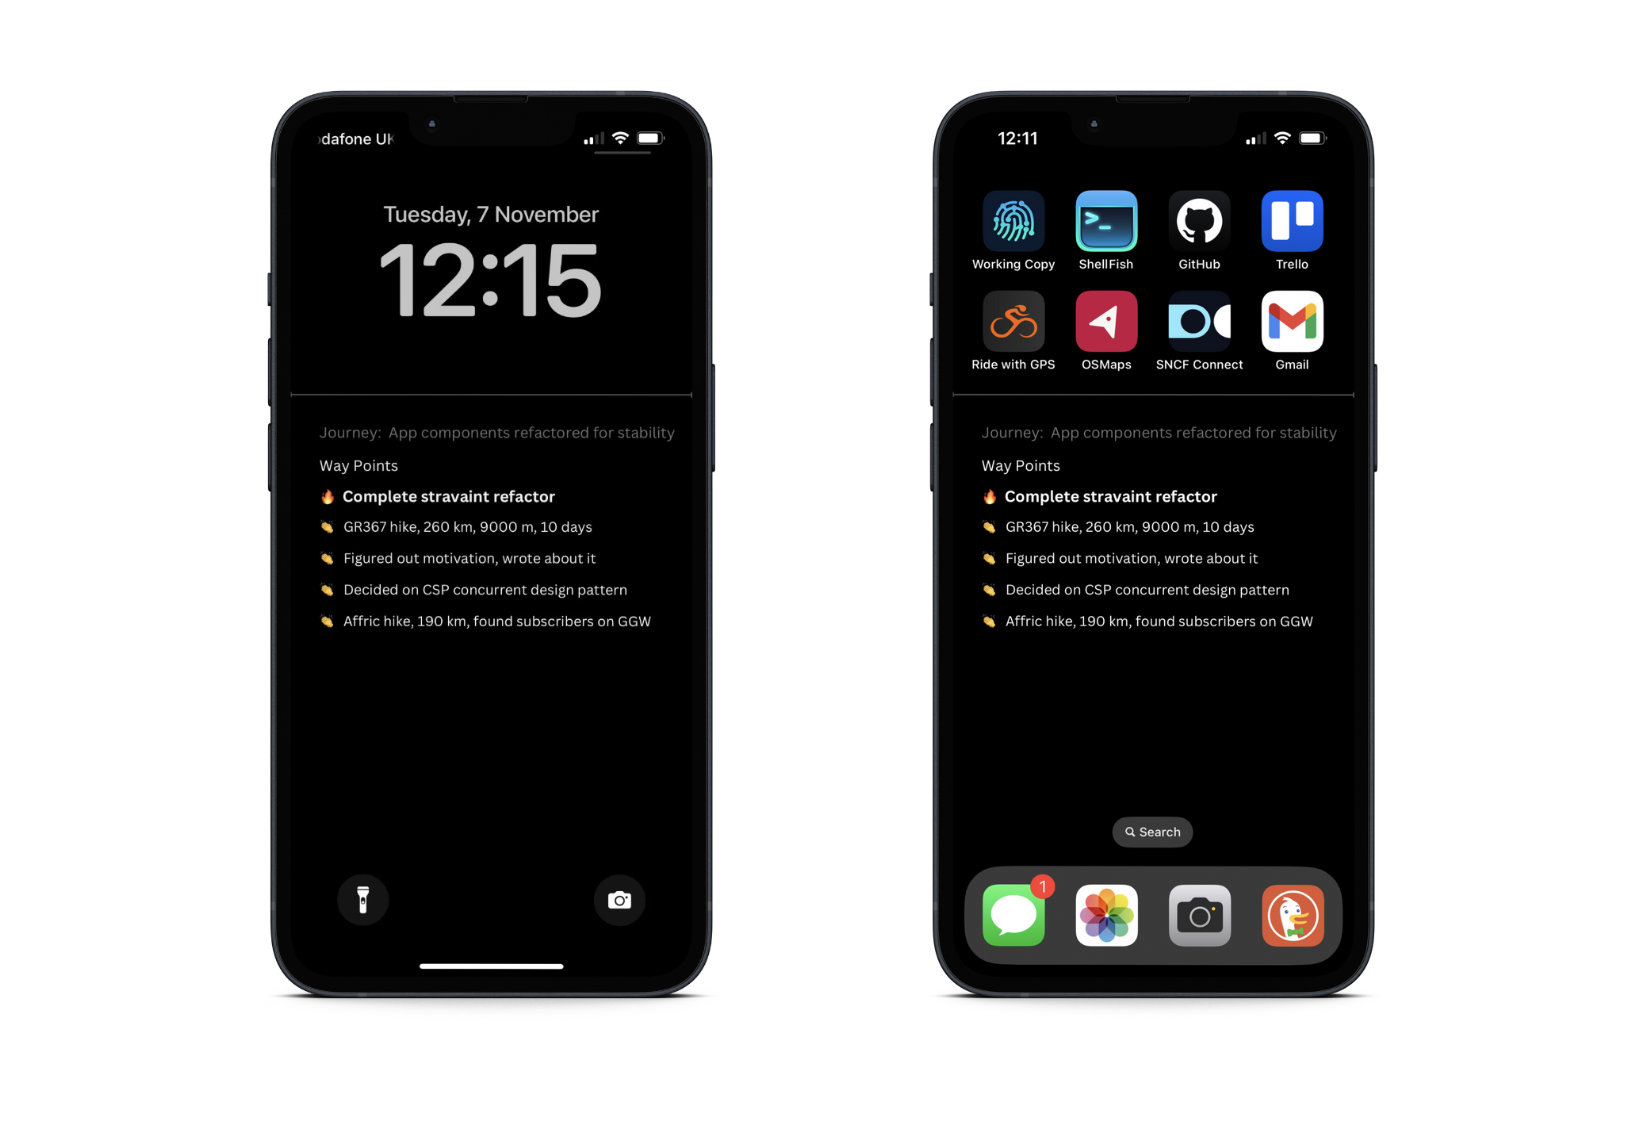 odafone UK
Tuesday, 7 November
12:15
Journey: App components refactored for stability
Way Points
🔥 Complete stravaint refactor
👏 GR367 hike, 260 km, 9000 m, 10 days
👏 Figured out motivation, wrote about it
👏 Decided on CSP concurrent design pattern
👏 Affric hike, 190 km, found subscribers on GGW
12:11
Working Copy ShellFish GitHub Trello
Ride with GPS OSMaps SNCF Connect Gmail
Journey: App components refactored for stability
Way Points
🔥 Complete stravaint refactor
👏 GR367 hike, 260 km, 9000 m, 10 days
👏 Figured out motivation, wrote about it
👏 Decided on CSP concurrent design pattern
👏 Affric hike, 190 km, found subscribers on GGW
Search
1